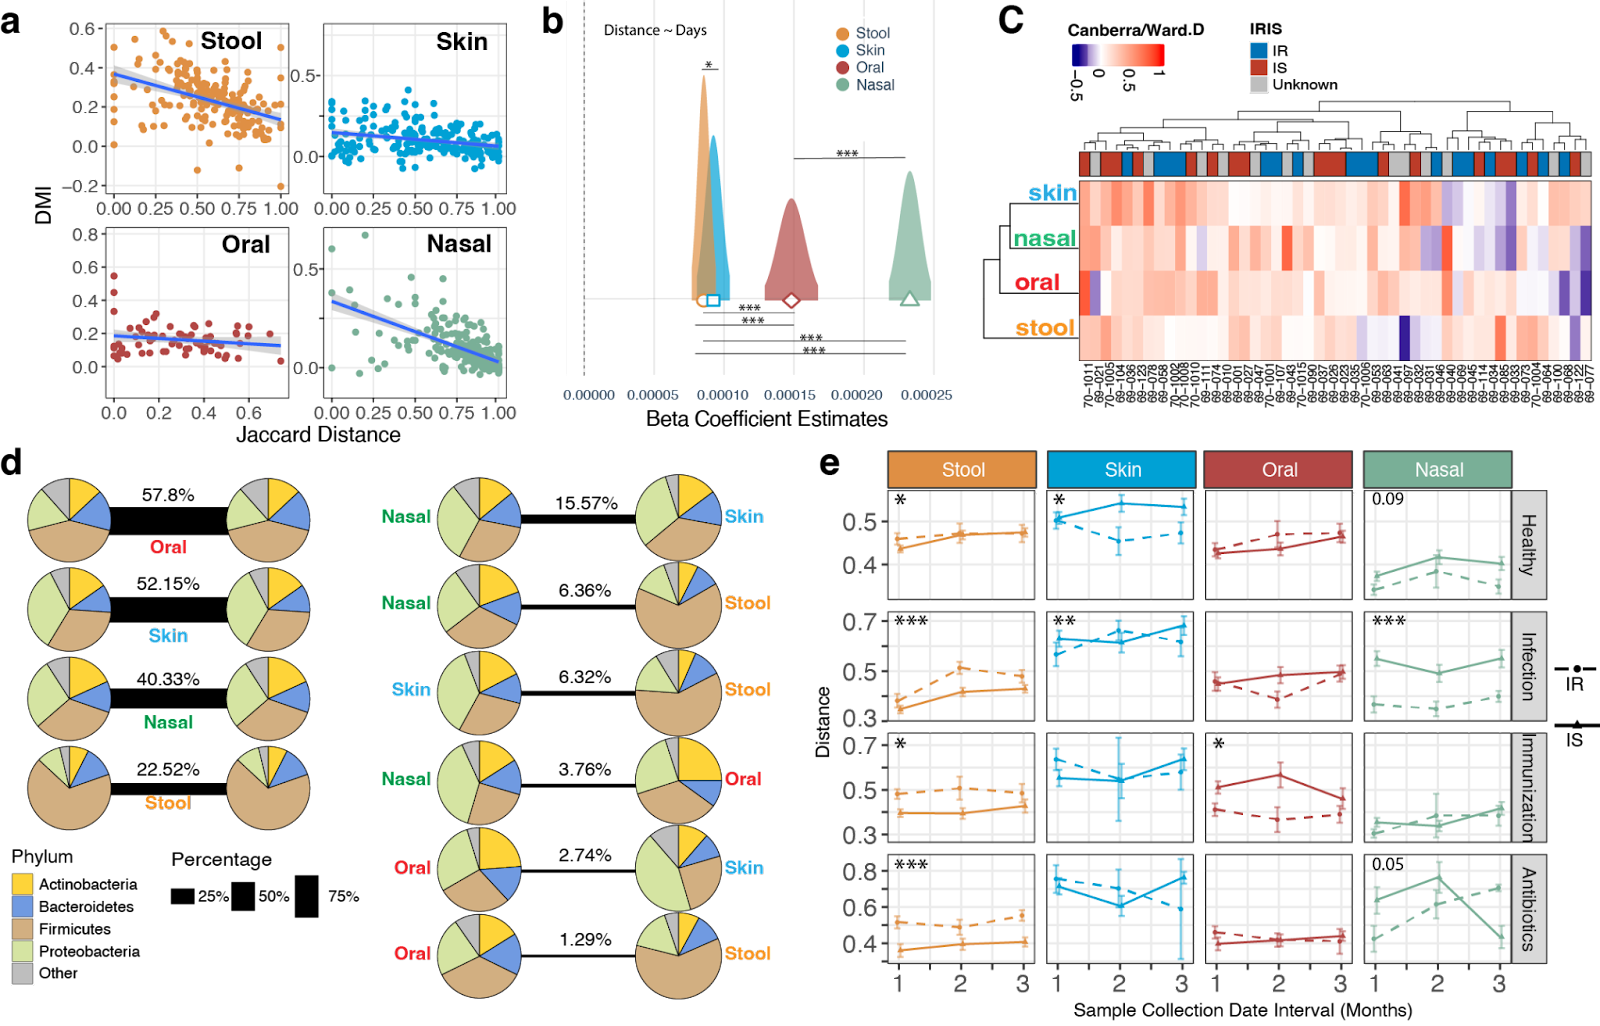 a
Stool
Skin
Oral
Nasal
DMI
0.6
0.4
0.2
0.0
−0.2
0.00 0.25 0.50 0.75 1.00
0.5
0.0
0.00 0.25 0.50 0.75 1.00
0.8
0.6
0.4
0.2
0.0
0.0 0.2 0.4 0.6
0.5
0.0
0.00 0.25 0.50 0.75 1.00
Jaccard Distance
b
Distance ~ Days
Stool
Skin
Oral
Nasal
*
***
***
***
***
***
0.00000 0.00005 0.00010 0.00015 0.00020 0.00025
Beta Coefficient Estimates
C
Canberra/Ward.D
−0.5 0 0.5 1
IRIS
IR
IS
Unknown
skin
nasal
oral
stool
d
57.8%
Oral
52.15%
Skin
40.33%
Nasal
22.52%
Stool
Nasal 15.57% Skin
Nasal 6.36% Stool
Skin 6.32% Stool
Nasal 3.76% Oral
Oral 2.74% Skin
Oral 1.29% Stool
Phylum
Actinobacteria
Bacteroidetes
Firmicutes
Proteobacteria
Other
Percentage
25% 50% 75%
e
Stool Skin Oral Nasal
Distance
0.5
0.4
* * 0.09
Healthy
0.7
0.5
0.3
*** ** ***
Infection
0.7
0.5
0.3
* *
Immunization
0.8
0.6
0.4
*** 0.05
Antibiotics
1 2 3 1 2 3 1 2 3 1 2 3
Sample Collection Date Interval (Months)
IR
IS